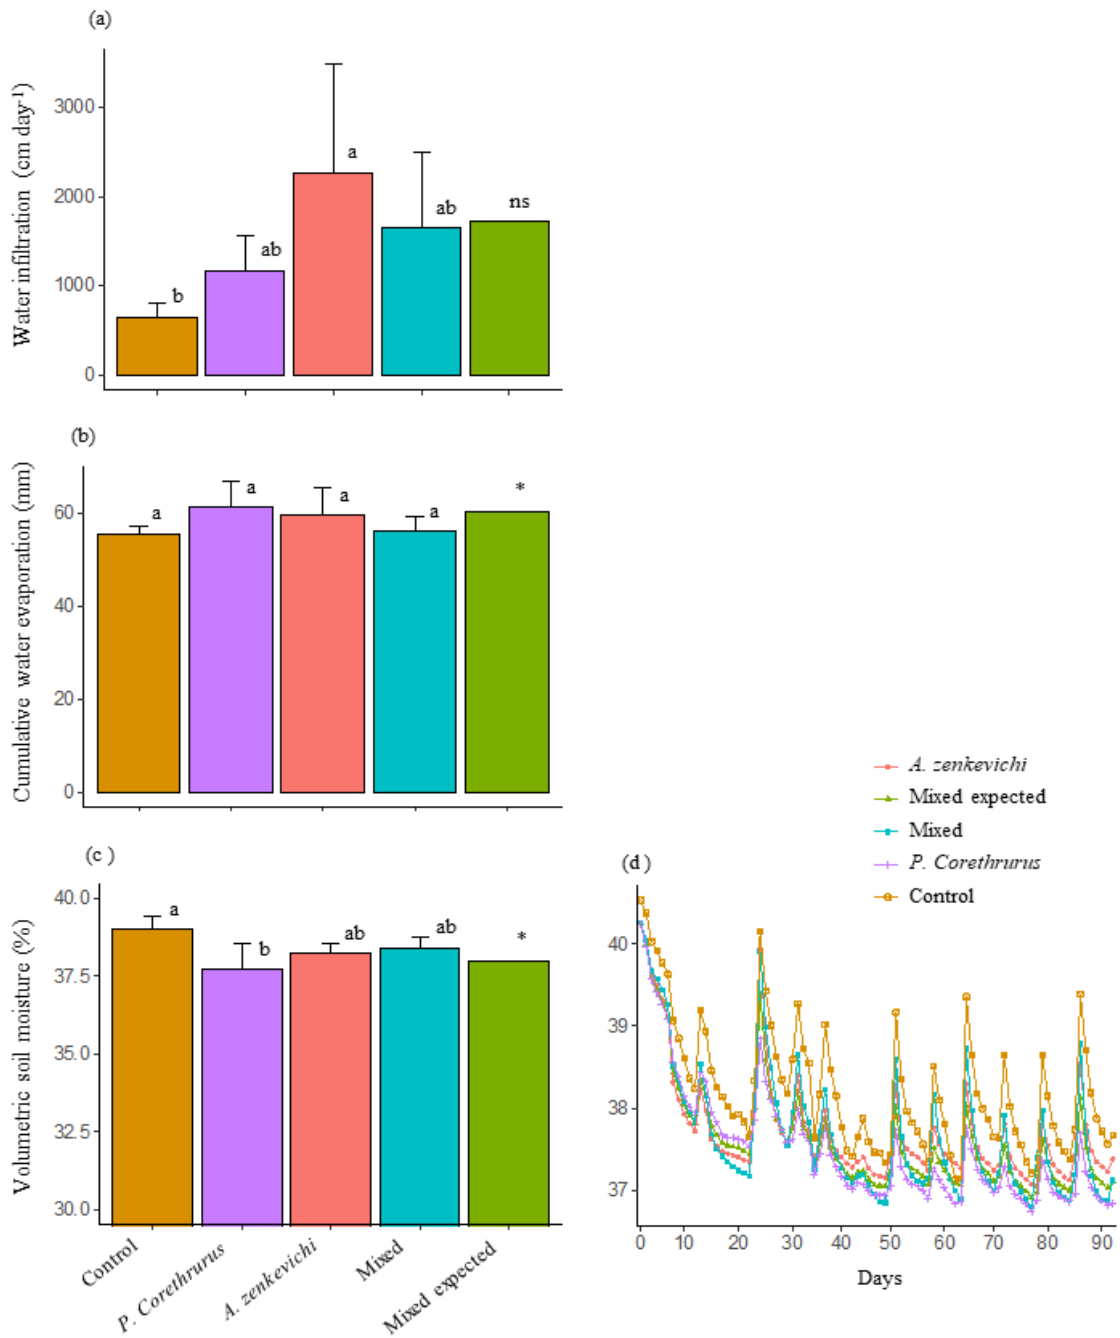 (a)
Water infiltration (cm day-1)
3000
2000
1000
0
b
ab
a
ab
ns
(b)
Cumulative water evaporation (mm)
60
40
20
0
a
a
a
a
*
(c )
Volumetric soil moisture (%)
40.0
37.5
35.0
32.5
30.0
a
b
ab
ab
*
Control
P. Corethrurus
A. zenkevichi
Mixed
Mixed expected
A. zenkevichi
Mixed expected
Mixed
P. Corethrurus
Control
(d )
40
39
38
37
0 10 20 30 40 50 60 70 80 90
Days